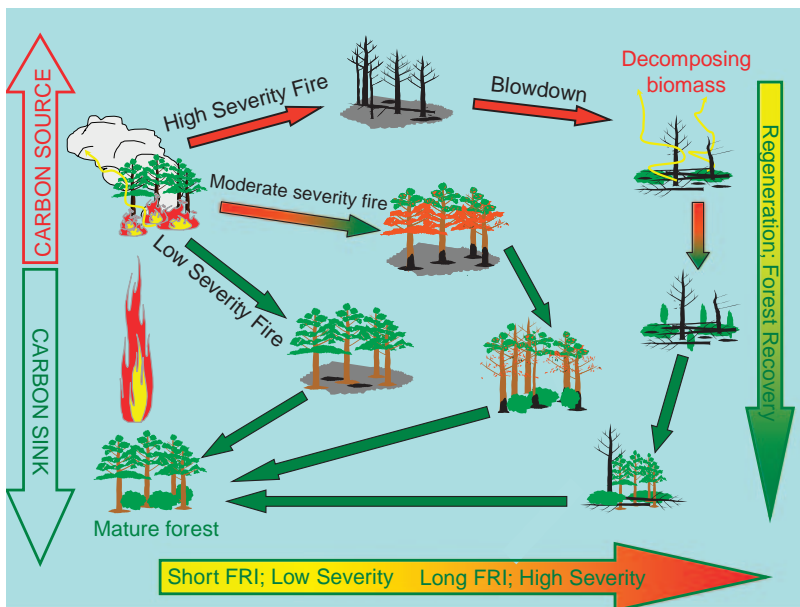 CARBON SOURCE
CARBON SINK
High Severity Fire
Blowdown
Decomposing
biomass
Moderate severity fire
Low Severity Fire
Regeneration; Forest Recovery
Mature forest
Short FRI; Low Severity
Long FRI; High Severity